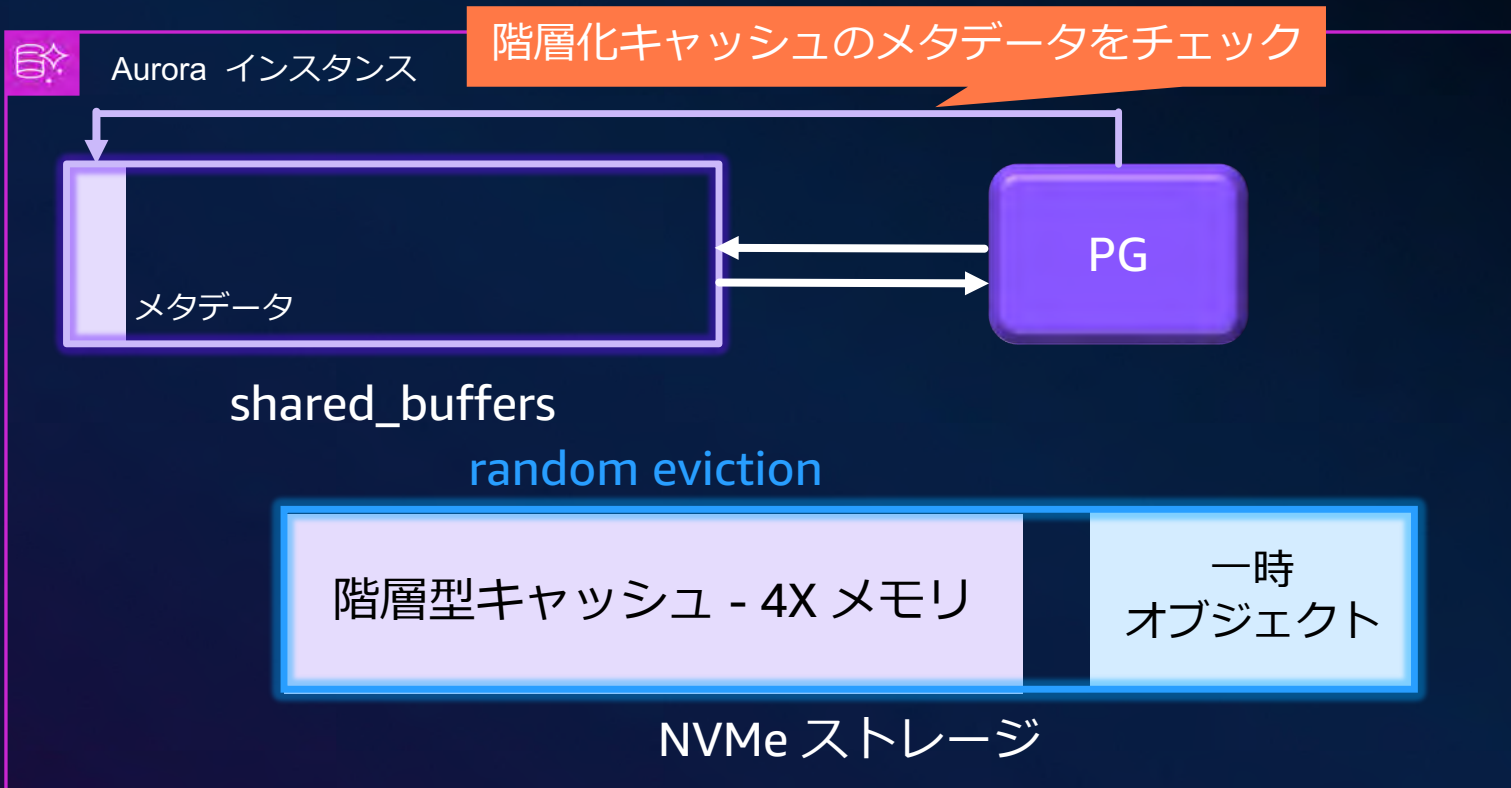 階層化キャッシュのメタデータをチェック
Aurora インスタンス
PG
メタデータ
shared_buffers
random eviction
階層型キャッシュ - 4X メモリ
一時
オブジェクト
NVMe ストレージ